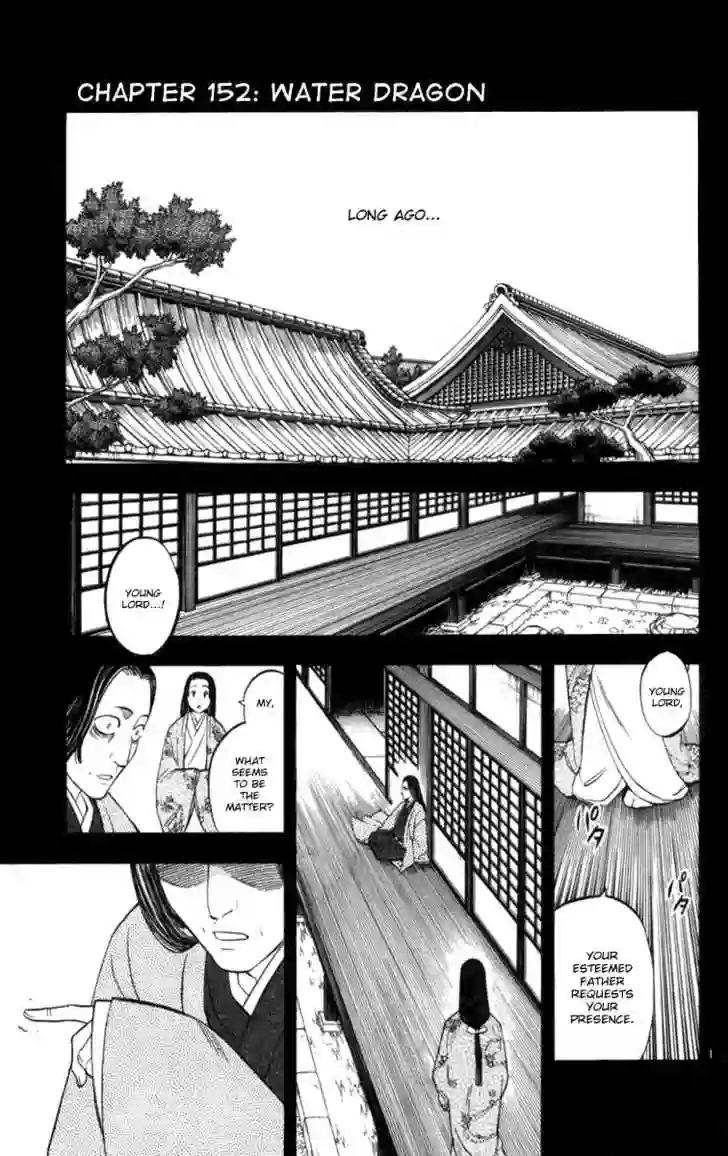 CHAPTER 152: WATER DRAGON
LONG AGO...
YOUNG
LORD...!
YOUNG
LORD,
パタ
パタ
YOUR
ESTEEMED
FATHER
REQUESTS
YOUR
PRESENCE.
MY,
WHAT
SEEMS
TO BE
THE
MATTER?
1